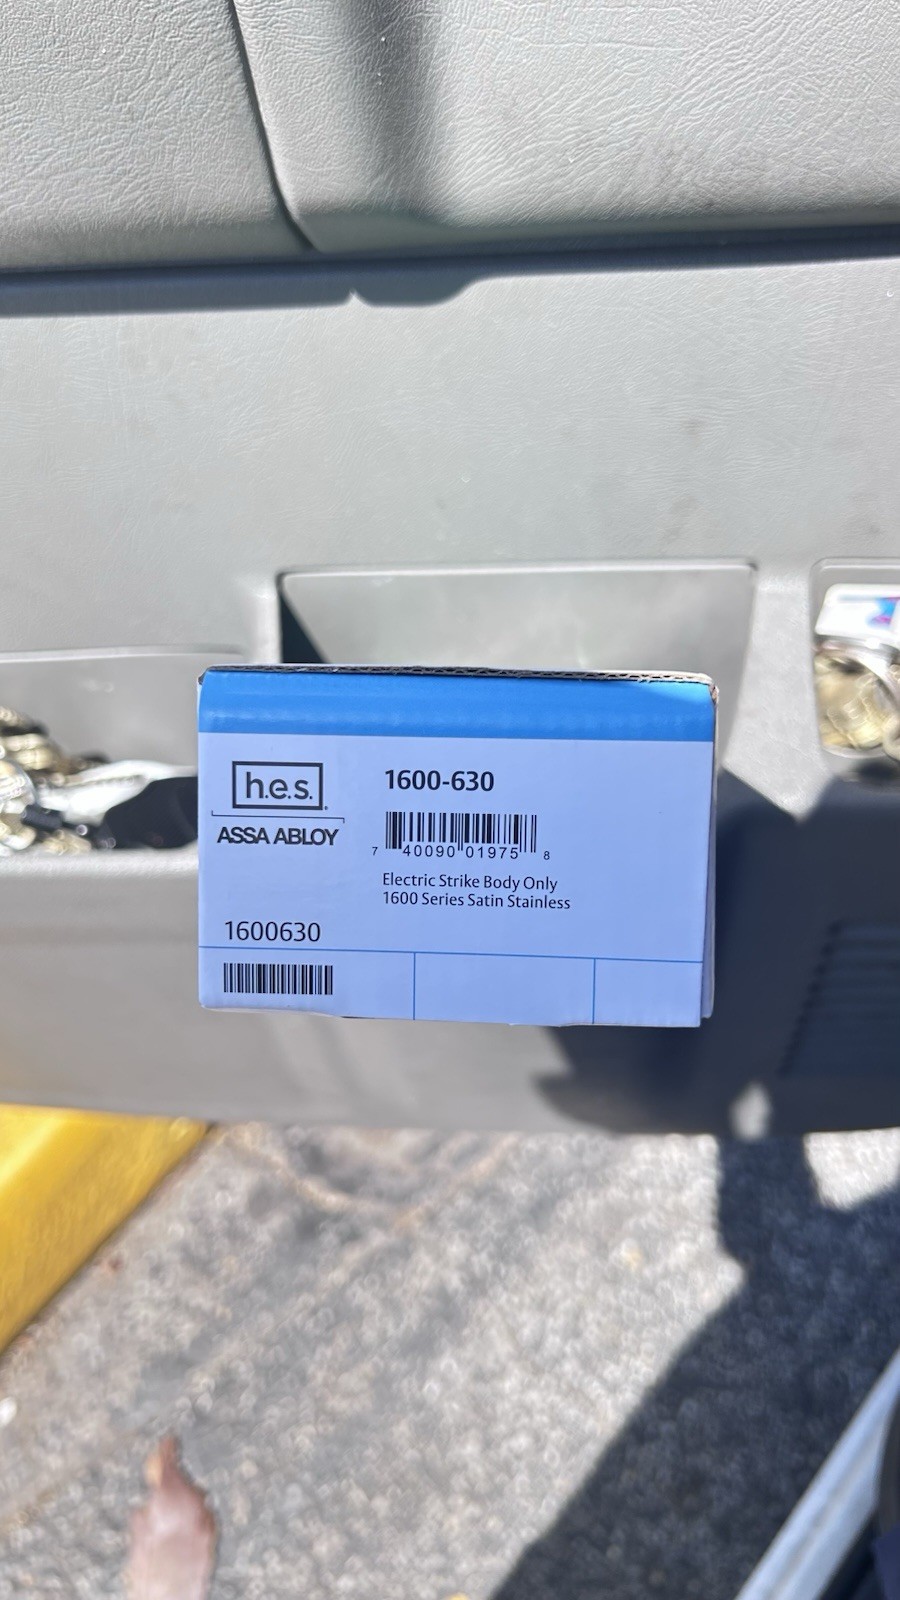 h.e.s.
ASSA ABLOY
1600-630
7 40090 01975 8
Electric Strike Body Only
1600 Series Satin Stainless
1600630